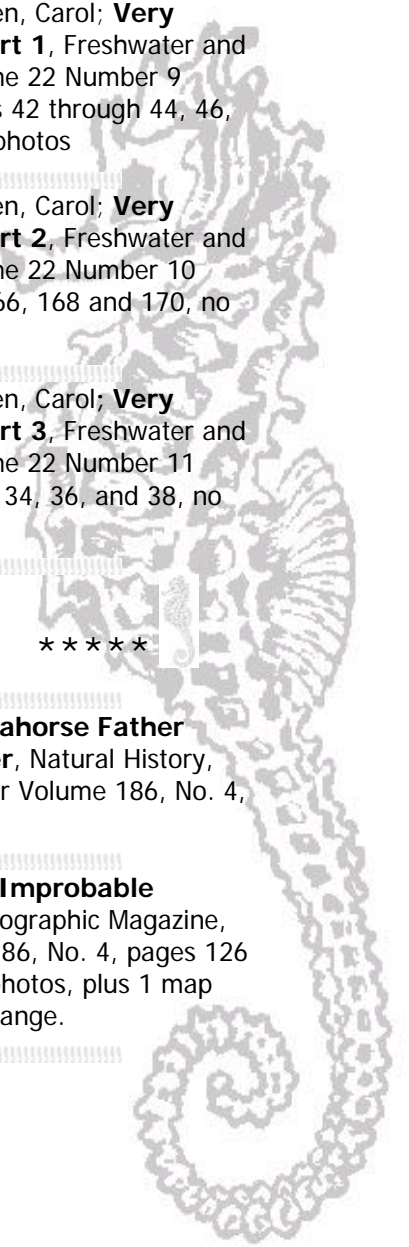 en, Carol; Very
rt 1, Freshwater and
ne 22 Number 9
s 42 through 44, 46,
photos
en, Carol; Very
rt 2, Freshwater and
ne 22 Number 10
66, 168 and 170, no
en, Carol; Very
rt 3, Freshwater and
ne 22 Number 11
34, 36, and 38, no
* * * * *
ahorse Father
er, Natural History,
r Volume 186, No. 4,
Improbable
ographic Magazine,
86, No. 4, pages 126
photos, plus 1 map
ange.